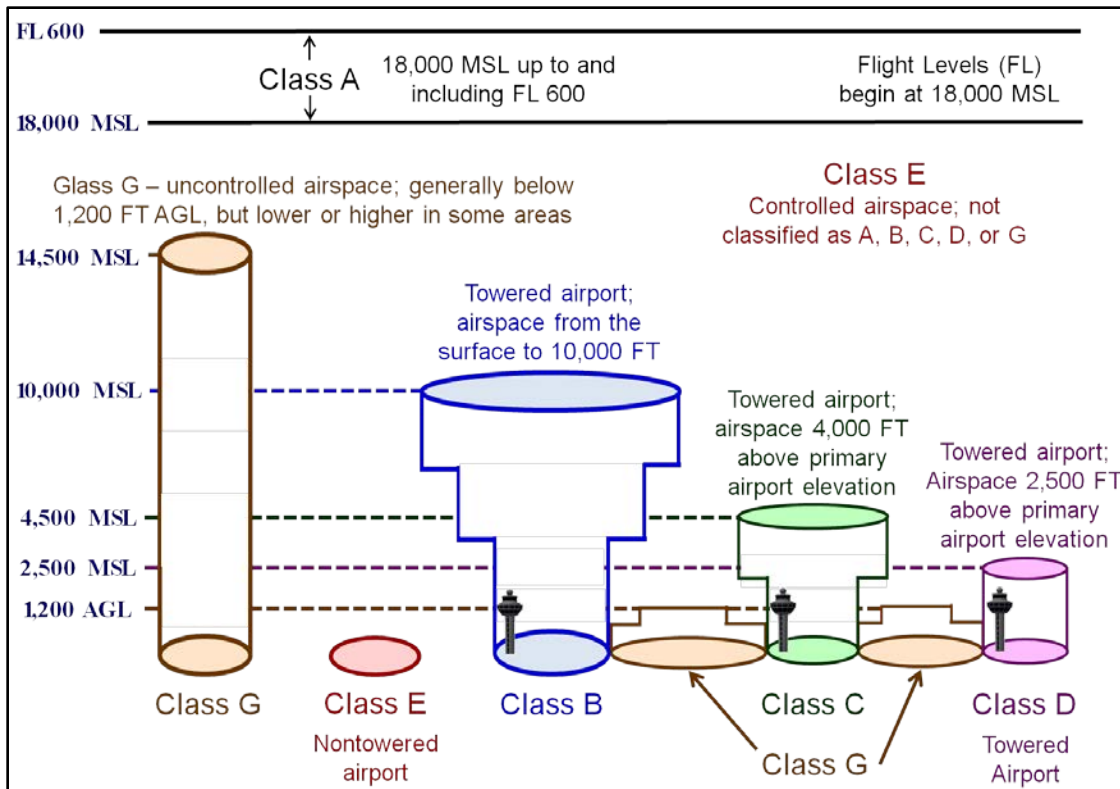 FL 600
Class A
18,000 MSL up to and
including FL 600
Flight Levels (FL)
begin at 18,000 MSL
18,000 MSL
Glass G – uncontrolled airspace; generally below
1,200 FT AGL, but lower or higher in some areas
Class E
Controlled airspace; not
classified as A, B, C, D, or G
14,500 MSL
Towered airport;
airspace from the
surface to 10,000 FT
10,000 MSL
Towered airport;
airspace 4,000 FT
above primary
airport elevation
Towered airport;
Airspace 2,500 FT
above primary
airport elevation
4,500 MSL
2,500 MSL
1,200 AGL
Class G
Class E
Nontowered
airport
Class B
Class C
Class D
Towered
Airport
Class G